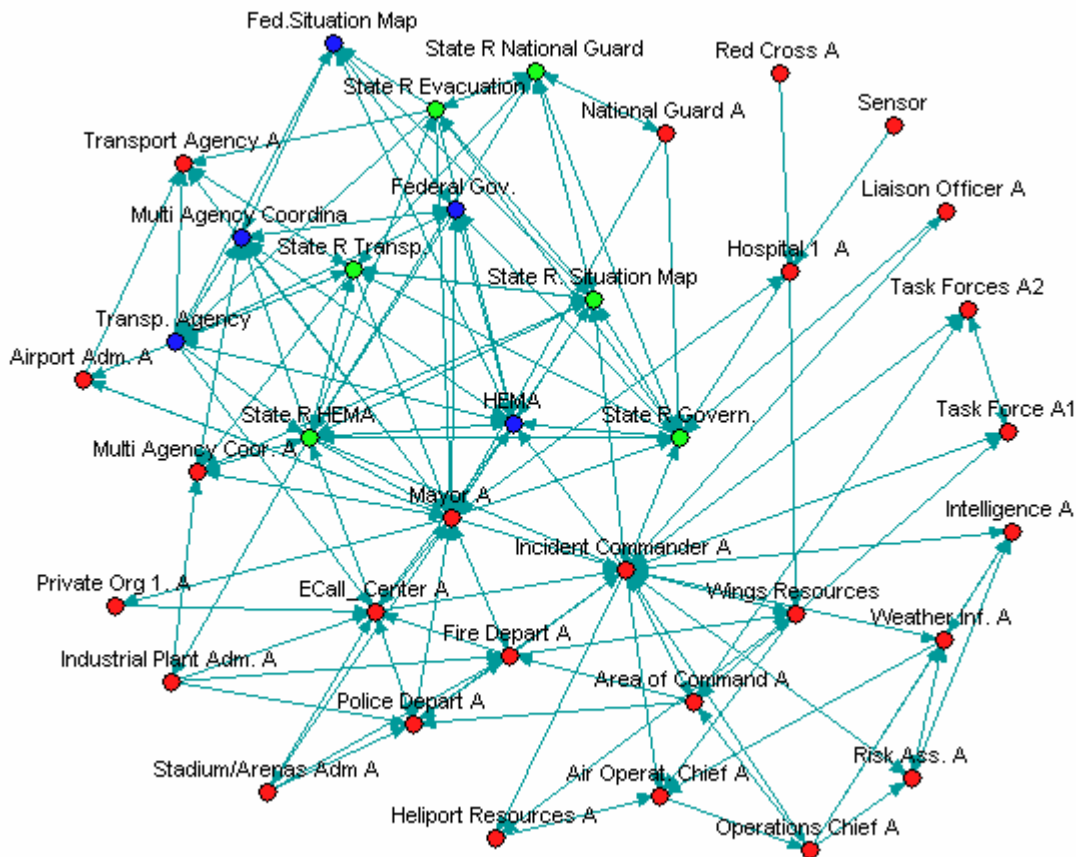 Fed.Situation Map
State R National Guard
Red Cross A
State R Evacuation
National Guard A
Sensor
Transport Agency A
Federal Gov.
Liaison Officer A
Multi Agency Coordina
State R Transp.
State R. Situation Map
Hospital 1 A
Task Forces A2
Transp. Agency
Airport Adm. A
State R HEMA
HEMA
State R Govern.
Task Force A1
Multi Agency Coor. A
Mayor A
Intelligence A
Incident Commander A
Private Org 1. A
ECall_Center A
Wings Resources
Fire Depart A
Weather Inf. A
Industrial Plant Adm. A
Area of Command A
Police Depart A
Stadium/Arenas Adm A
Air Operat. Chief A
Risk Ass. A
Heliport Resources A
Operations Chief A